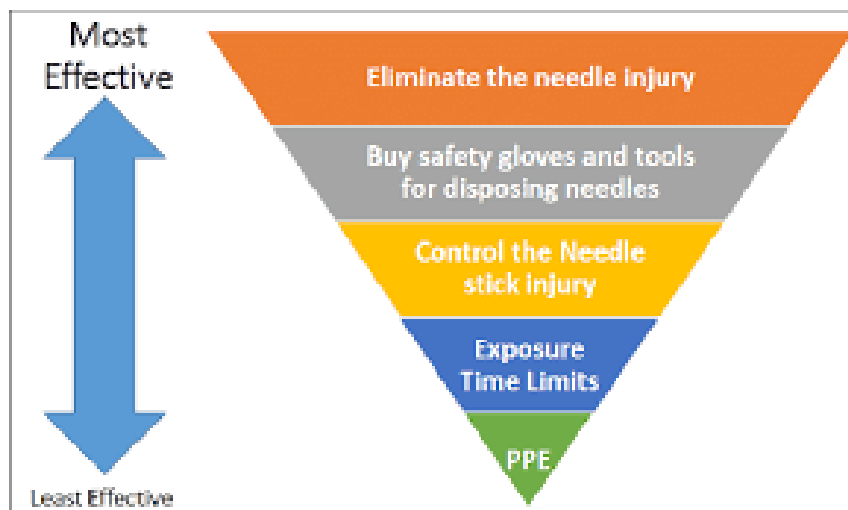 Most
Effective
Eliminate the needle injury
Buy safety gloves and tools
for disposing needles
Control the Needle
stick injury
Exposure
Time Limits
PPE
Least Effective